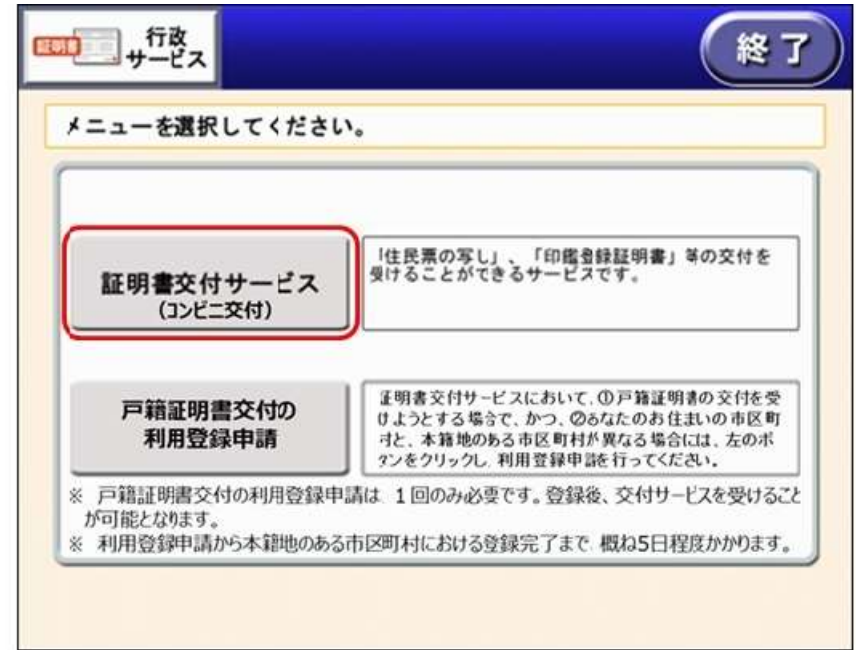 証明書
行政
サービス
終了
メニューを選択してください。
証明書交付サービス
(コンビニ交付)
「住民票の写し」、「印鑑登録証明書」等の交付を
受けることができるサービスです。
戸籍証明書交付の
利用登録申請
証明書交付サービスにおいて、①戸籍証明書の交付を受
けようとする場合で、かつ、②あなたのお住まいの市区町
村と、本籍地のある市区町村が異なる場合には、左のボ
タンをクリックし、利用登録申請を行ってください。
※ 戸籍証明書交付の利用登録申請は、1回のみ必要です。登録後、交付サービスを受けること
が可能となります。
※ 利用登録申請から本籍地のある市区町村における登録完了まで、概ね5日程度かかります。